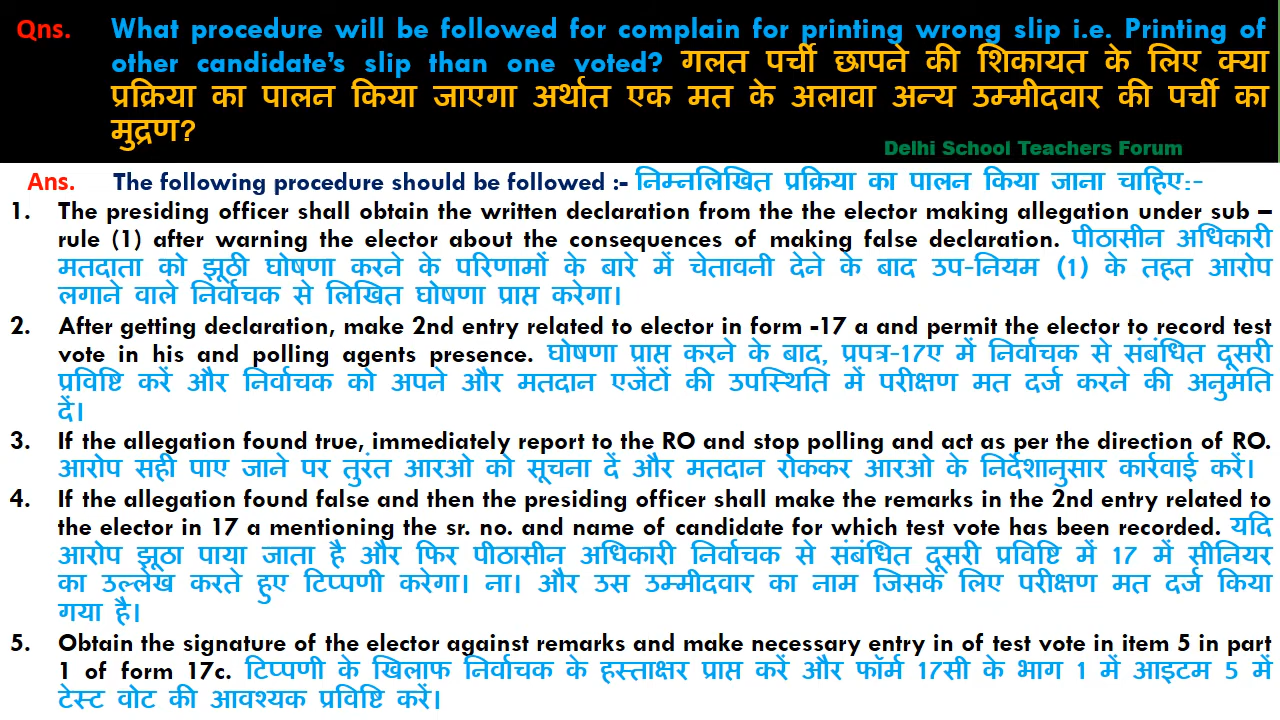 Qns. What procedure will be followed for complain for printing wrong slip i.e. Printing of
other candidate's slip than one voted? गलत पर्ची छापने की शिकायत के लिए क्या
प्रक्रिया का पालन किया जाएगा अर्थात एक मत के अलावा अन्य उम्मीदवार की पर्ची का
मुद्रण?
Delhi School Teachers Forum
Ans. The following procedure should be followed :- निम्नलिखित प्रक्रिया का पालन किया जाना चाहिए:-
1. The presiding officer shall obtain the written declaration from the the elector making allegation under sub –
rule (1) after warning the elector about the consequences of making false declaration. पीठासीन अधिकारी
मतदाता को झूठी घोषणा करने के परिणामों के बारे में चेतावनी देने के बाद उप-नियम (1) के तहत आरोप
लगाने वाले निर्वाचक से लिखित घोषणा प्राप्त करेगा।
2. After getting declaration, make 2nd entry related to elector in form -17 a and permit the elector to record test
vote in his and polling agents presence. घोषणा प्राप्त करने के बाद, प्रपत्र-17ए में निर्वाचक से संबंधित दूसरी
प्रविष्टि करें और निर्वाचक को अपने और मतदान एजेंटों की उपस्थिति में परीक्षण मत दर्ज करने की अनुमति
दें।
3. If the allegation found true, immediately report to the RO and stop polling and act as per the direction of RO.
आरोप सही पाए जाने पर तुरंत आरओ को सूचना दें और मतदान रोककर आरओ के निर्देशानुसार कार्रवाई करें।
4. If the allegation found false and then the presiding officer shall make the remarks in the 2nd entry related to
the elector in 17 a mentioning the sr. no. and name of candidate for which test vote has been recorded. यदि
आरोप झूठा पाया जाता है और फिर पीठासीन अधिकारी निर्वाचक से संबंधित दूसरी प्रविष्टि में 17 में सीनियर
का उल्लेख करते हुए टिप्पणी करेगा। ना। और उस उम्मीदवार का नाम जिसके लिए परीक्षण मत दर्ज किया
गया है।
5. Obtain the signature of the elector against remarks and make necessary entry in of test vote in item 5 in part
1 of form 17c. टिप्पणी के खिलाफ निर्वाचक के हस्ताक्षर प्राप्त करें और फॉर्म 17सी के भाग 1 में आइटम 5 में
टेस्ट वोट की आवश्यक प्रविष्टि करें।